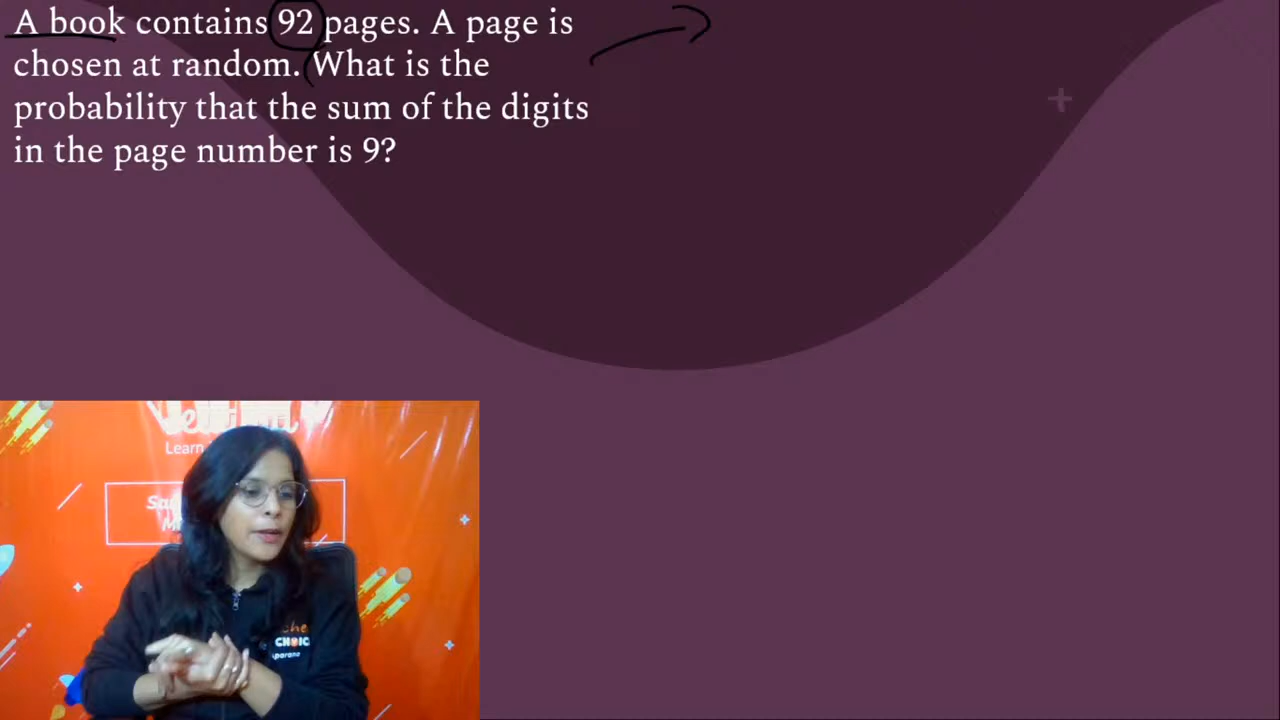 A book contains 92 pages. A page is
chosen at random. What is the
probability that the sum of the digits
in the page number is 9?
Learn
CHOIC